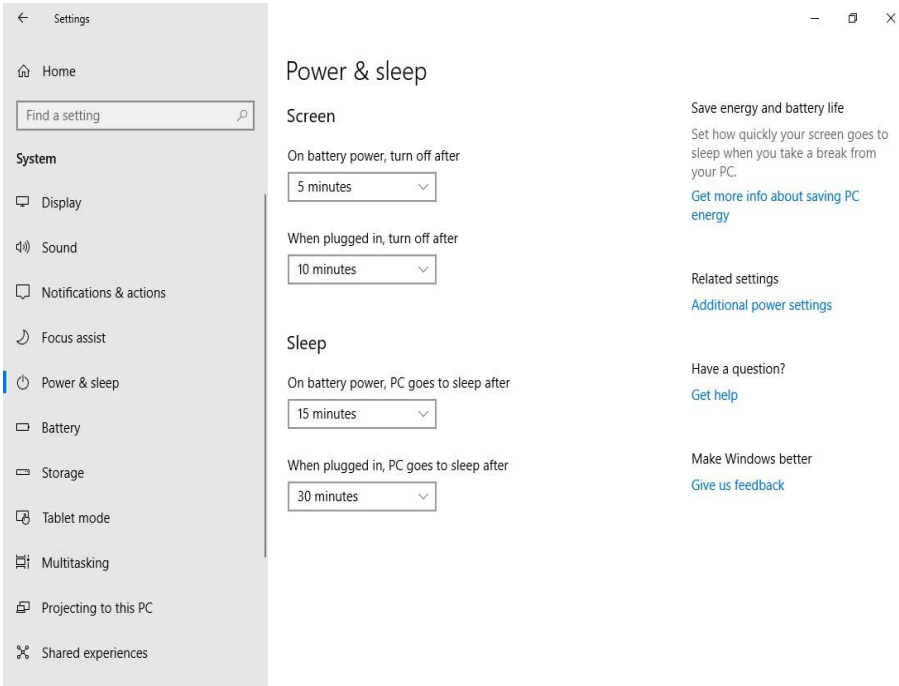 Settings
Home
Find a setting
System
Display
Sound
Notifications & actions
Focus assist
Power & sleep
Battery
Storage
Tablet mode
Multitasking
Projecting to this PC
Shared experiences
Power & sleep
Screen
On battery power, turn off after
5 minutes
When plugged in, turn off after
10 minutes
Sleep
On battery power, PC goes to sleep after
15 minutes
When plugged in, PC goes to sleep after
30 minutes
Save energy and battery life
Set how quickly your screen goes to
sleep when you take a break from
your PC.
Get more info about saving PC
energy
Related settings
Additional power settings
Have a question?
Get help
Make Windows better
Give us feedback